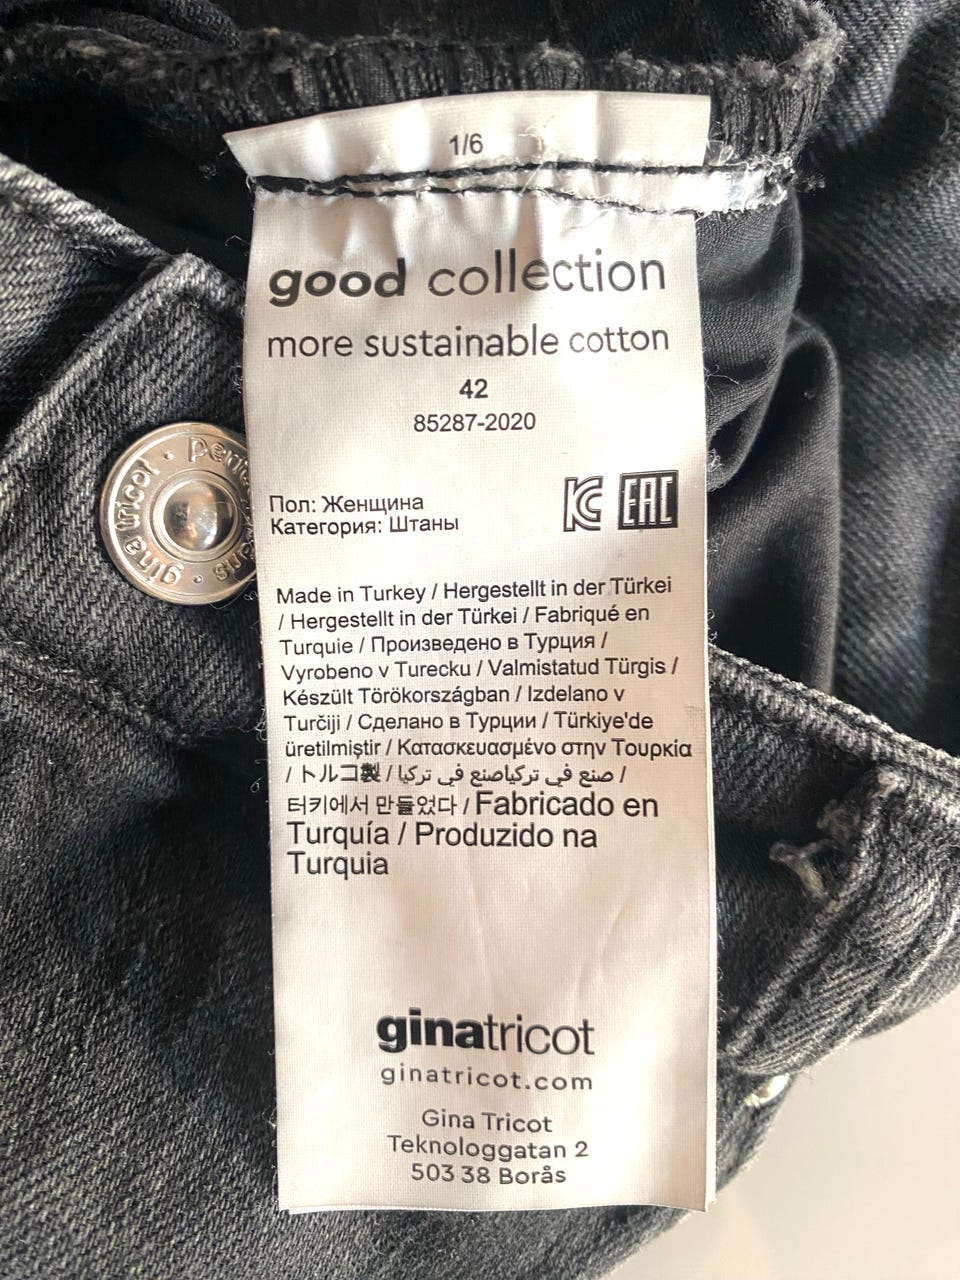 1/6
good collection
more sustainable cotton
42
85287-2020
Пол: Женщина
Категория: Штаны
KC EAC
gina tricot · 
Made in Turkey / Hergestellt in der Türkei
/ Hergestellt in der Türkei / Fabriqué en
Turquie / Произведено в Турция /
Vyrobeno v Turecku / Valmistatud Türgis /
Készült Törökországban / Izdelano v
Turčiji / Сделано в Турции / Türkiye'de
üretilmiştir / Κατασκευασμένο στην Τουρκία
/ トルコ製 / صنع في تركياصنع في تركيا /
터키에서 만들었다 / Fabricado en
Turquía / Produzido na
Turquia
ginatricot
ginatricot.com
Gina Tricot
Teknologgatan 2
503 38 Borås